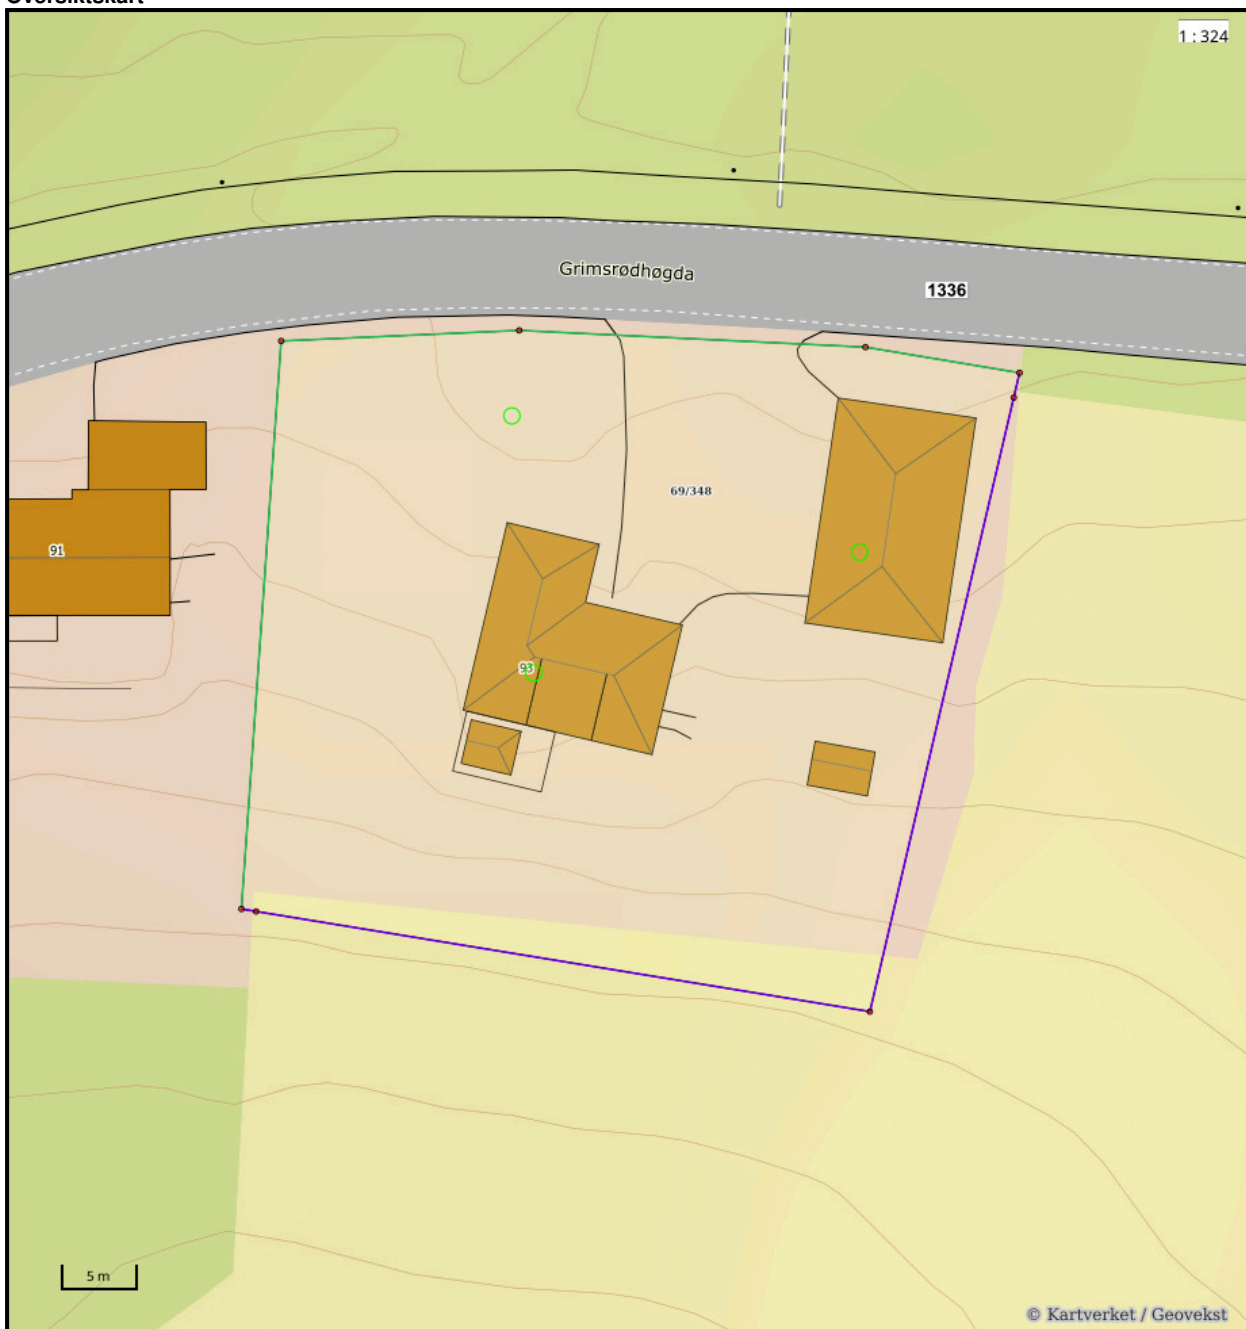 Oversiktskart
1 : 324
Grimsrødhøgda
1336
69/348
91
93
5 m
© Kartverket / Geovekst